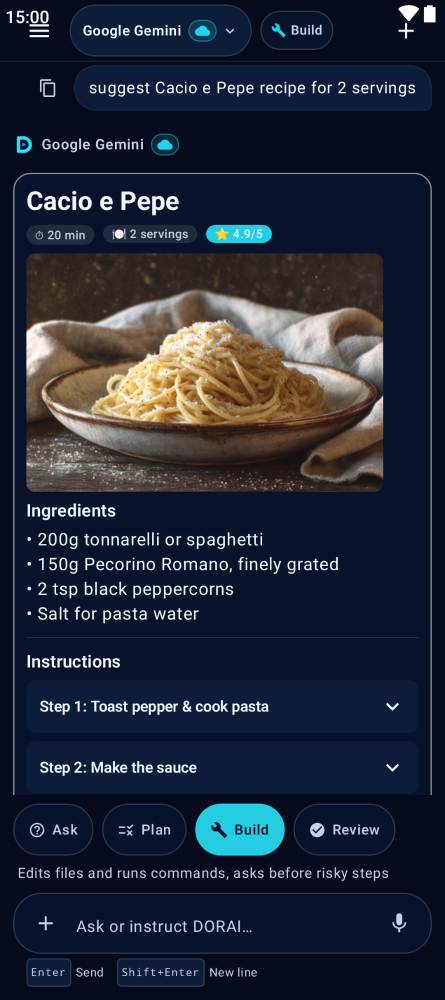 15:00
Google Gemini
Build
suggest Cacio e Pepe recipe for 2 servings
Google Gemini
Cacio e Pepe
⏱ 20 min
🍽 2 servings
⭐ 4.9/5
Ingredients
• 200g tonnarelli or spaghetti
• 150g Pecorino Romano, finely grated
• 2 tsp black peppercorns
• Salt for pasta water
Instructions
Step 1: Toast pepper & cook pasta
Step 2: Make the sauce
Ask
Plan
Build
Review
Edits files and runs commands, asks before risky steps
Ask or instruct DORAI...
Enter Send Shift+Enter New line